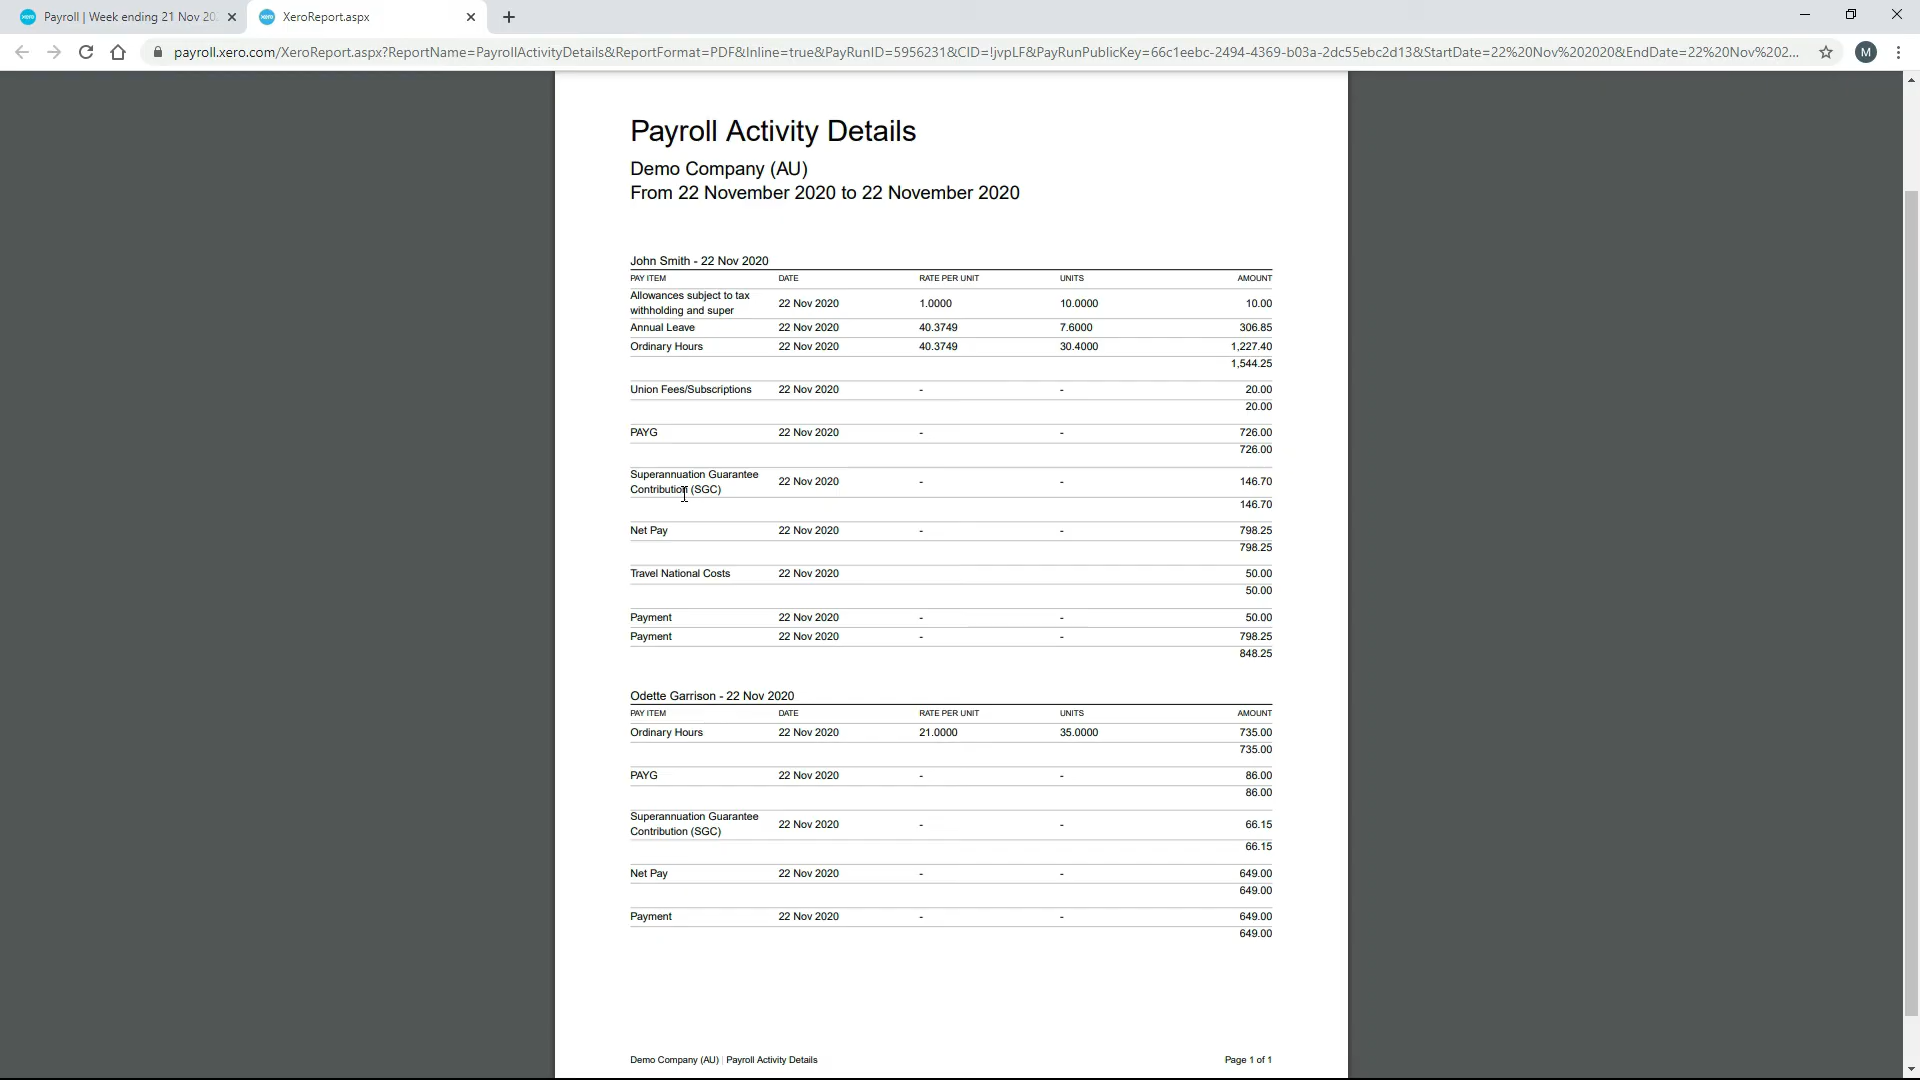 Payroll | Week ending 21 Nov 20
XeroReport.aspx
payroll.xero.com/XeroReport.aspx?ReportName=PayrollActivityDetails&ReportFormat=PDF&Inline=true&PayRunID=5956231&CID=!jvpLF&PayRunPublicKey=66c1eebc-2494-4369-b03a-2dc55ebc2d13&StartDate=22%20Nov%202020&EndDate=22%20Nov%202...
M
Payroll Activity Details
Demo Company (AU)
From 22 November 2020 to 22 November 2020
John Smith - 22 Nov 2020
PAY ITEM DATE RATE PER UNIT UNITS AMOUNT
Allowances subject to tax
withholding and super 22 Nov 2020 1.0000 10.0000 10.00
Annual Leave 22 Nov 2020 40.3749 7.6000 306.85
Ordinary Hours 22 Nov 2020 40.3749 30.4000 1,227.40
1,544.25
Union Fees/Subscriptions 22 Nov 2020 - - 20.00
20.00
PAYG 22 Nov 2020 - - 726.00
726.00
Superannuation Guarantee
Contribution (SGC) 22 Nov 2020 - - 146.70
146.70
Net Pay 22 Nov 2020 - - 798.25
798.25
Travel National Costs 22 Nov 2020 50.00
50.00
Payment 22 Nov 2020 - - 50.00
Payment 22 Nov 2020 - - 798.25
848.25
Odette Garrison - 22 Nov 2020
PAY ITEM DATE RATE PER UNIT UNITS AMOUNT
Ordinary Hours 22 Nov 2020 21.0000 35.0000 735.00
735.00
PAYG 22 Nov 2020 - - 86.00
86.00
Superannuation Guarantee
Contribution (SGC) 22 Nov 2020 - - 66.15
66.15
Net Pay 22 Nov 2020 - - 649.00
649.00
Payment 22 Nov 2020 - - 649.00
649.00
Demo Company (AU) | Payroll Activity Details Page 1 of 1